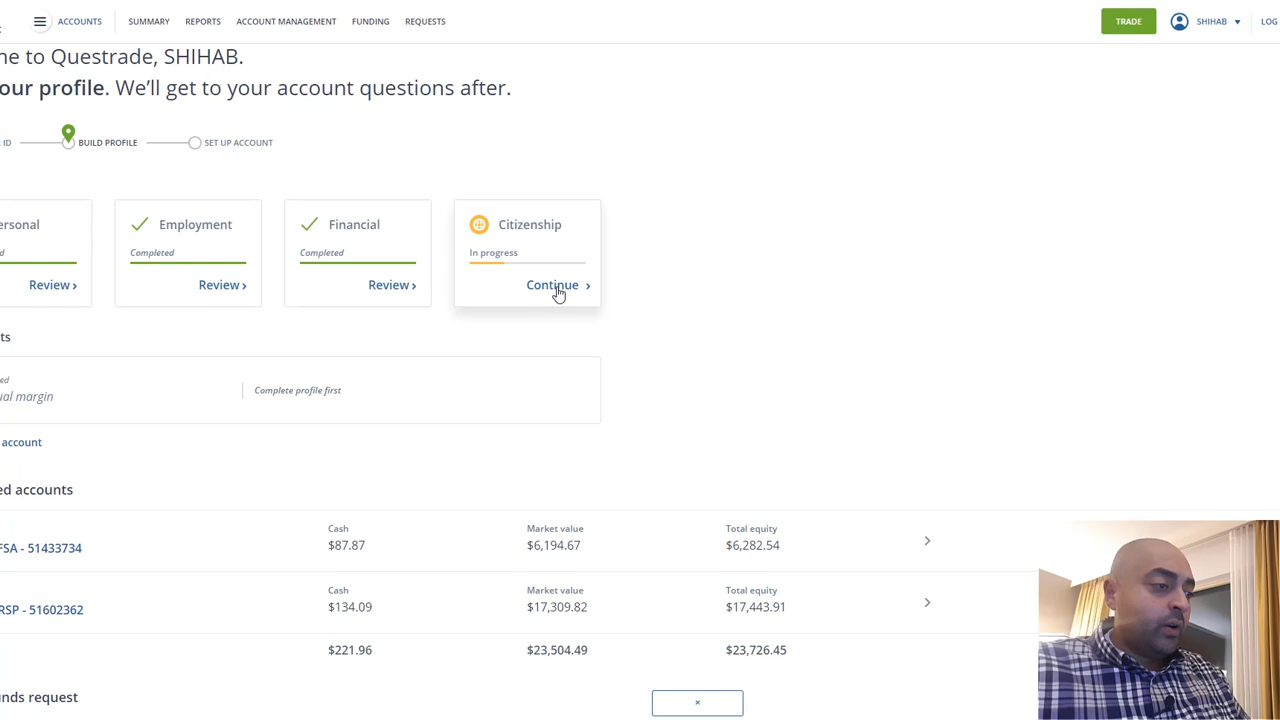 ACCOUNTS SUMMARY REPORTS ACCOUNT MANAGEMENT FUNDING REQUESTS TRADE SHIHAB LOG
ne to Questrade, SHIHAB.
our profile. We'll get to your account questions after.
ID BUILD PROFILE SET UP ACCOUNT
ersonal Employment Financial Citizenship
d Completed Completed In progress
Review › Review › Review › Continue ›
ts
ed
ual margin Complete profile first
account
ed accounts
Cash Market value Total equity
FSA - 51433734 $87.87 $6,194.67 $6,282.54
Cash Market value Total equity
RSP - 51602362 $134.09 $17,309.82 $17,443.91
$221.96 $23,504.49 $23,726.45
unds request